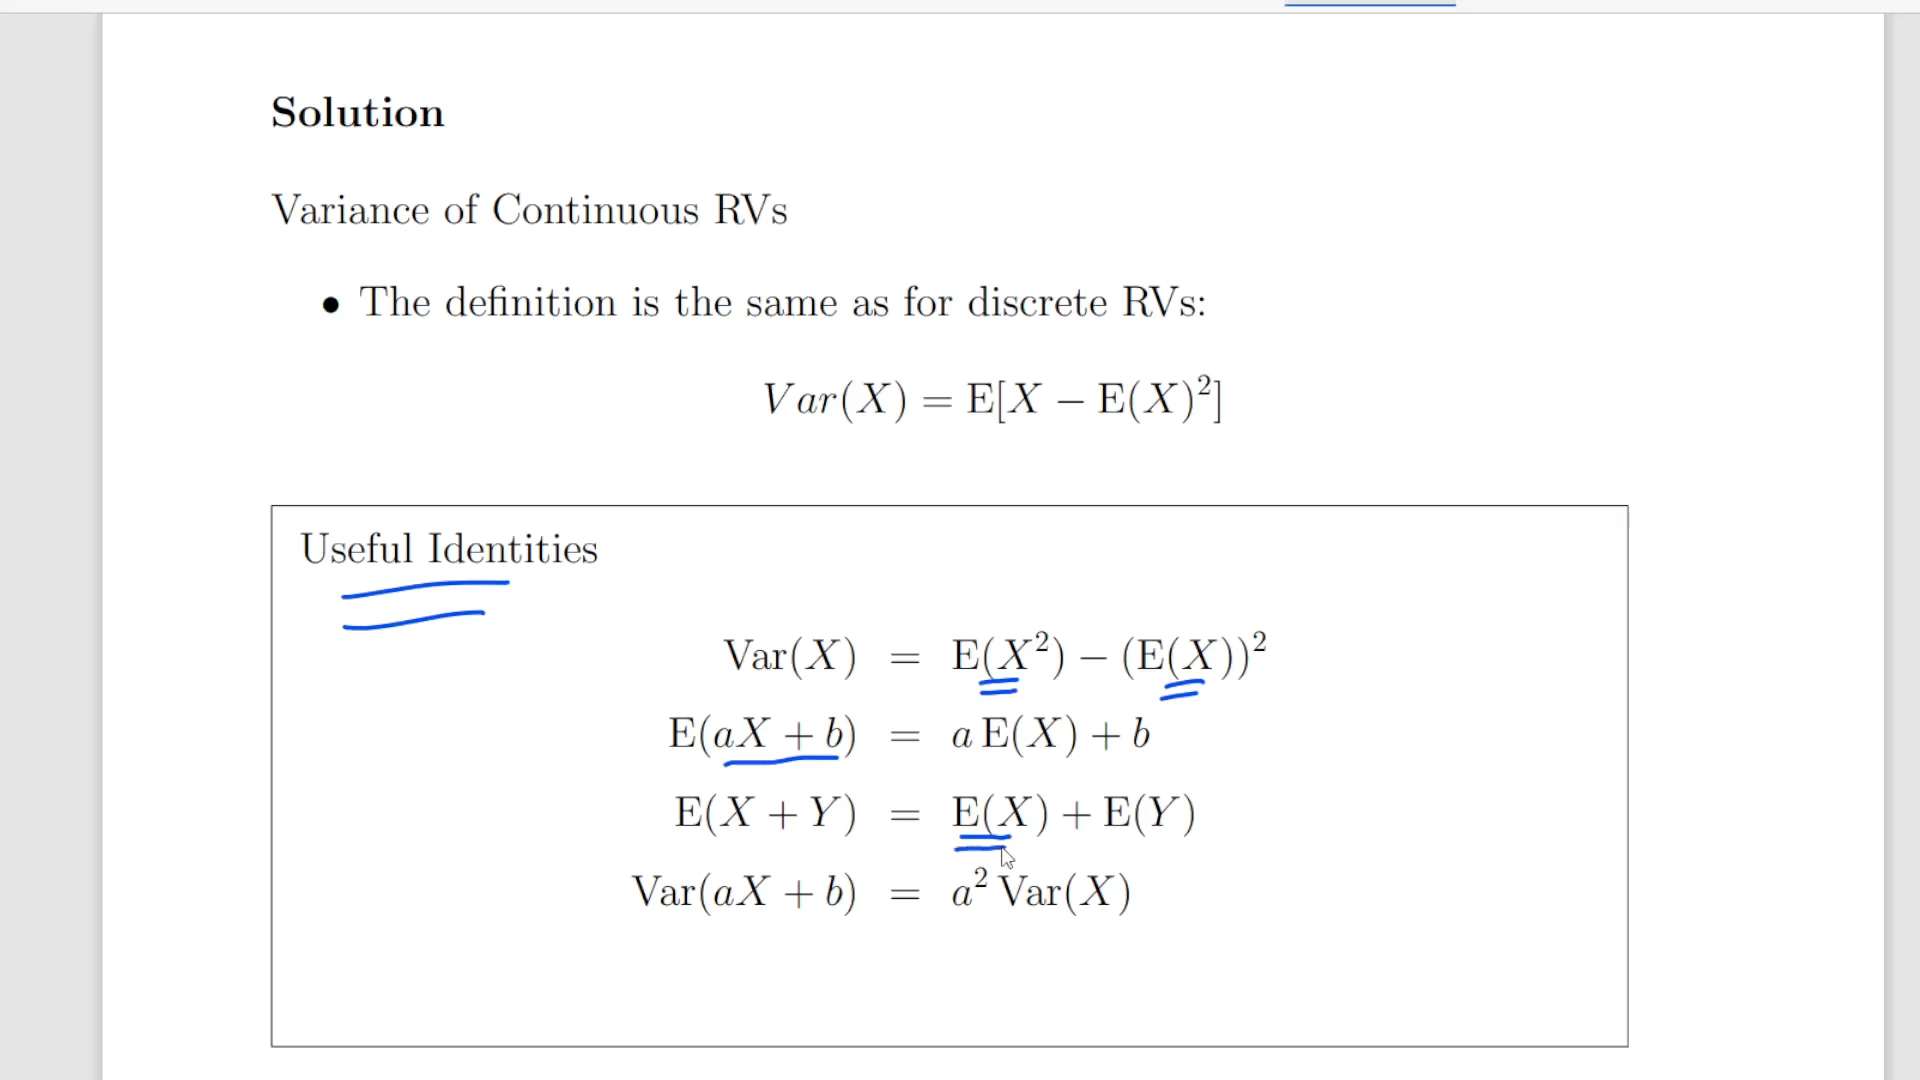 Solution
Variance of Continuous RVs
• The definition is the same as for discrete RVs:
Var(X) = E[X − E(X)²]
Useful Identities
Var(X) = E(X²) − (E(X))²
E(aX + b) = a E(X) + b
E(X + Y) = E(X) + E(Y)
Var(aX + b) = a² Var(X)